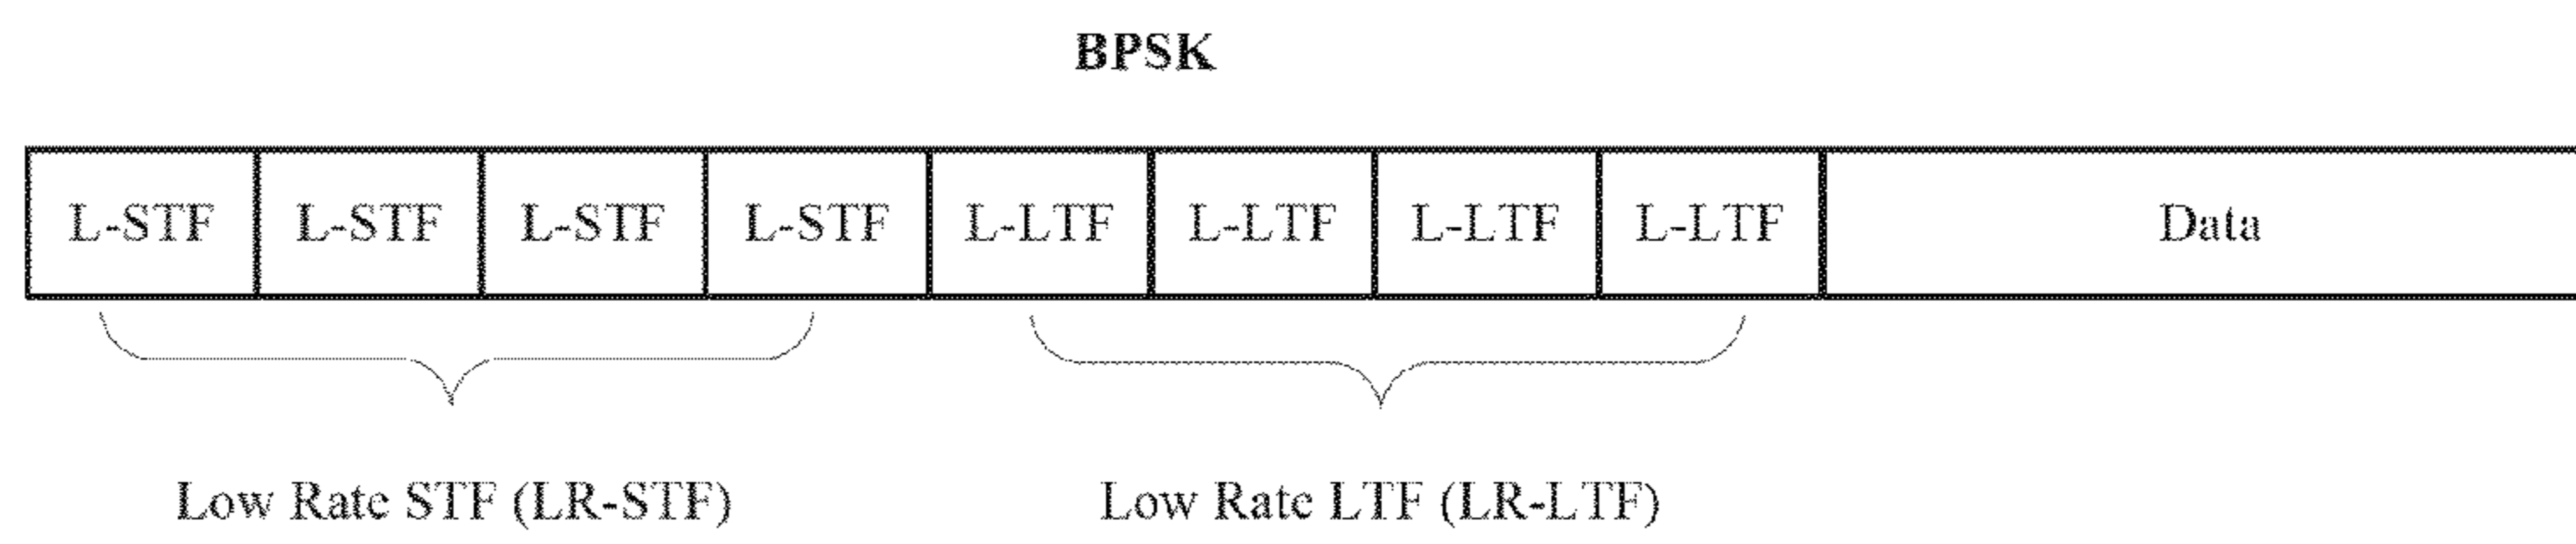 BPSK
L-STF L-STF L-STF L-STF L-LTF L-LTF L-LTF L-LTF Data
Low Rate STF (LR-STF) Low Rate LTF (LR-LTF)